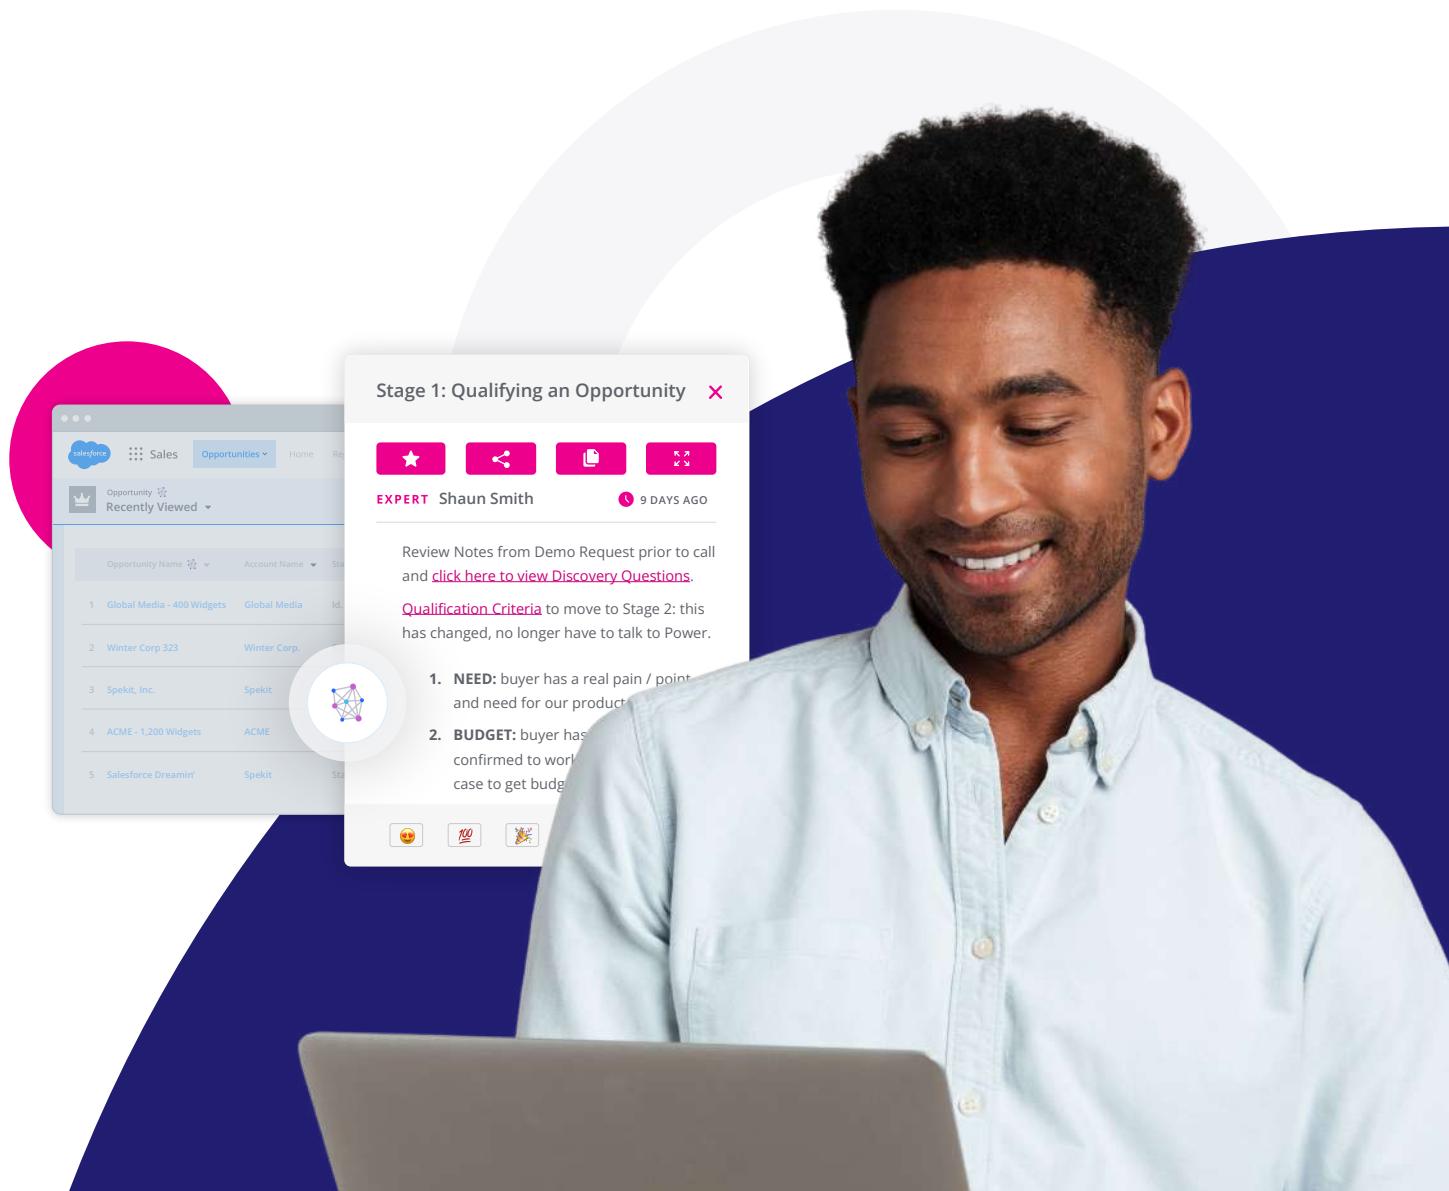 salesforce
Sales
Opportunities
Home
Opportunity
Recently Viewed
Opportunity Name
Account Name
1 Global Media - 400 Widgets Global Media
2 Winter Corp 323 Winter Corp.
3 Spekit, Inc. Spekit
4 ACME - 1,200 Widgets ACME
5 Salesforce Dreamin' Spekit
Stage 1: Qualifying an Opportunity
EXPERT Shaun Smith
9 DAYS AGO
Review Notes from Demo Request prior to call
and click here to view Discovery Questions.
Qualification Criteria to move to Stage 2: this
has changed, no longer have to talk to Power.
1. NEED: buyer has a real pain / point
and need for our product
2. BUDGET: buyer has
confirmed to work
case to get budg
100